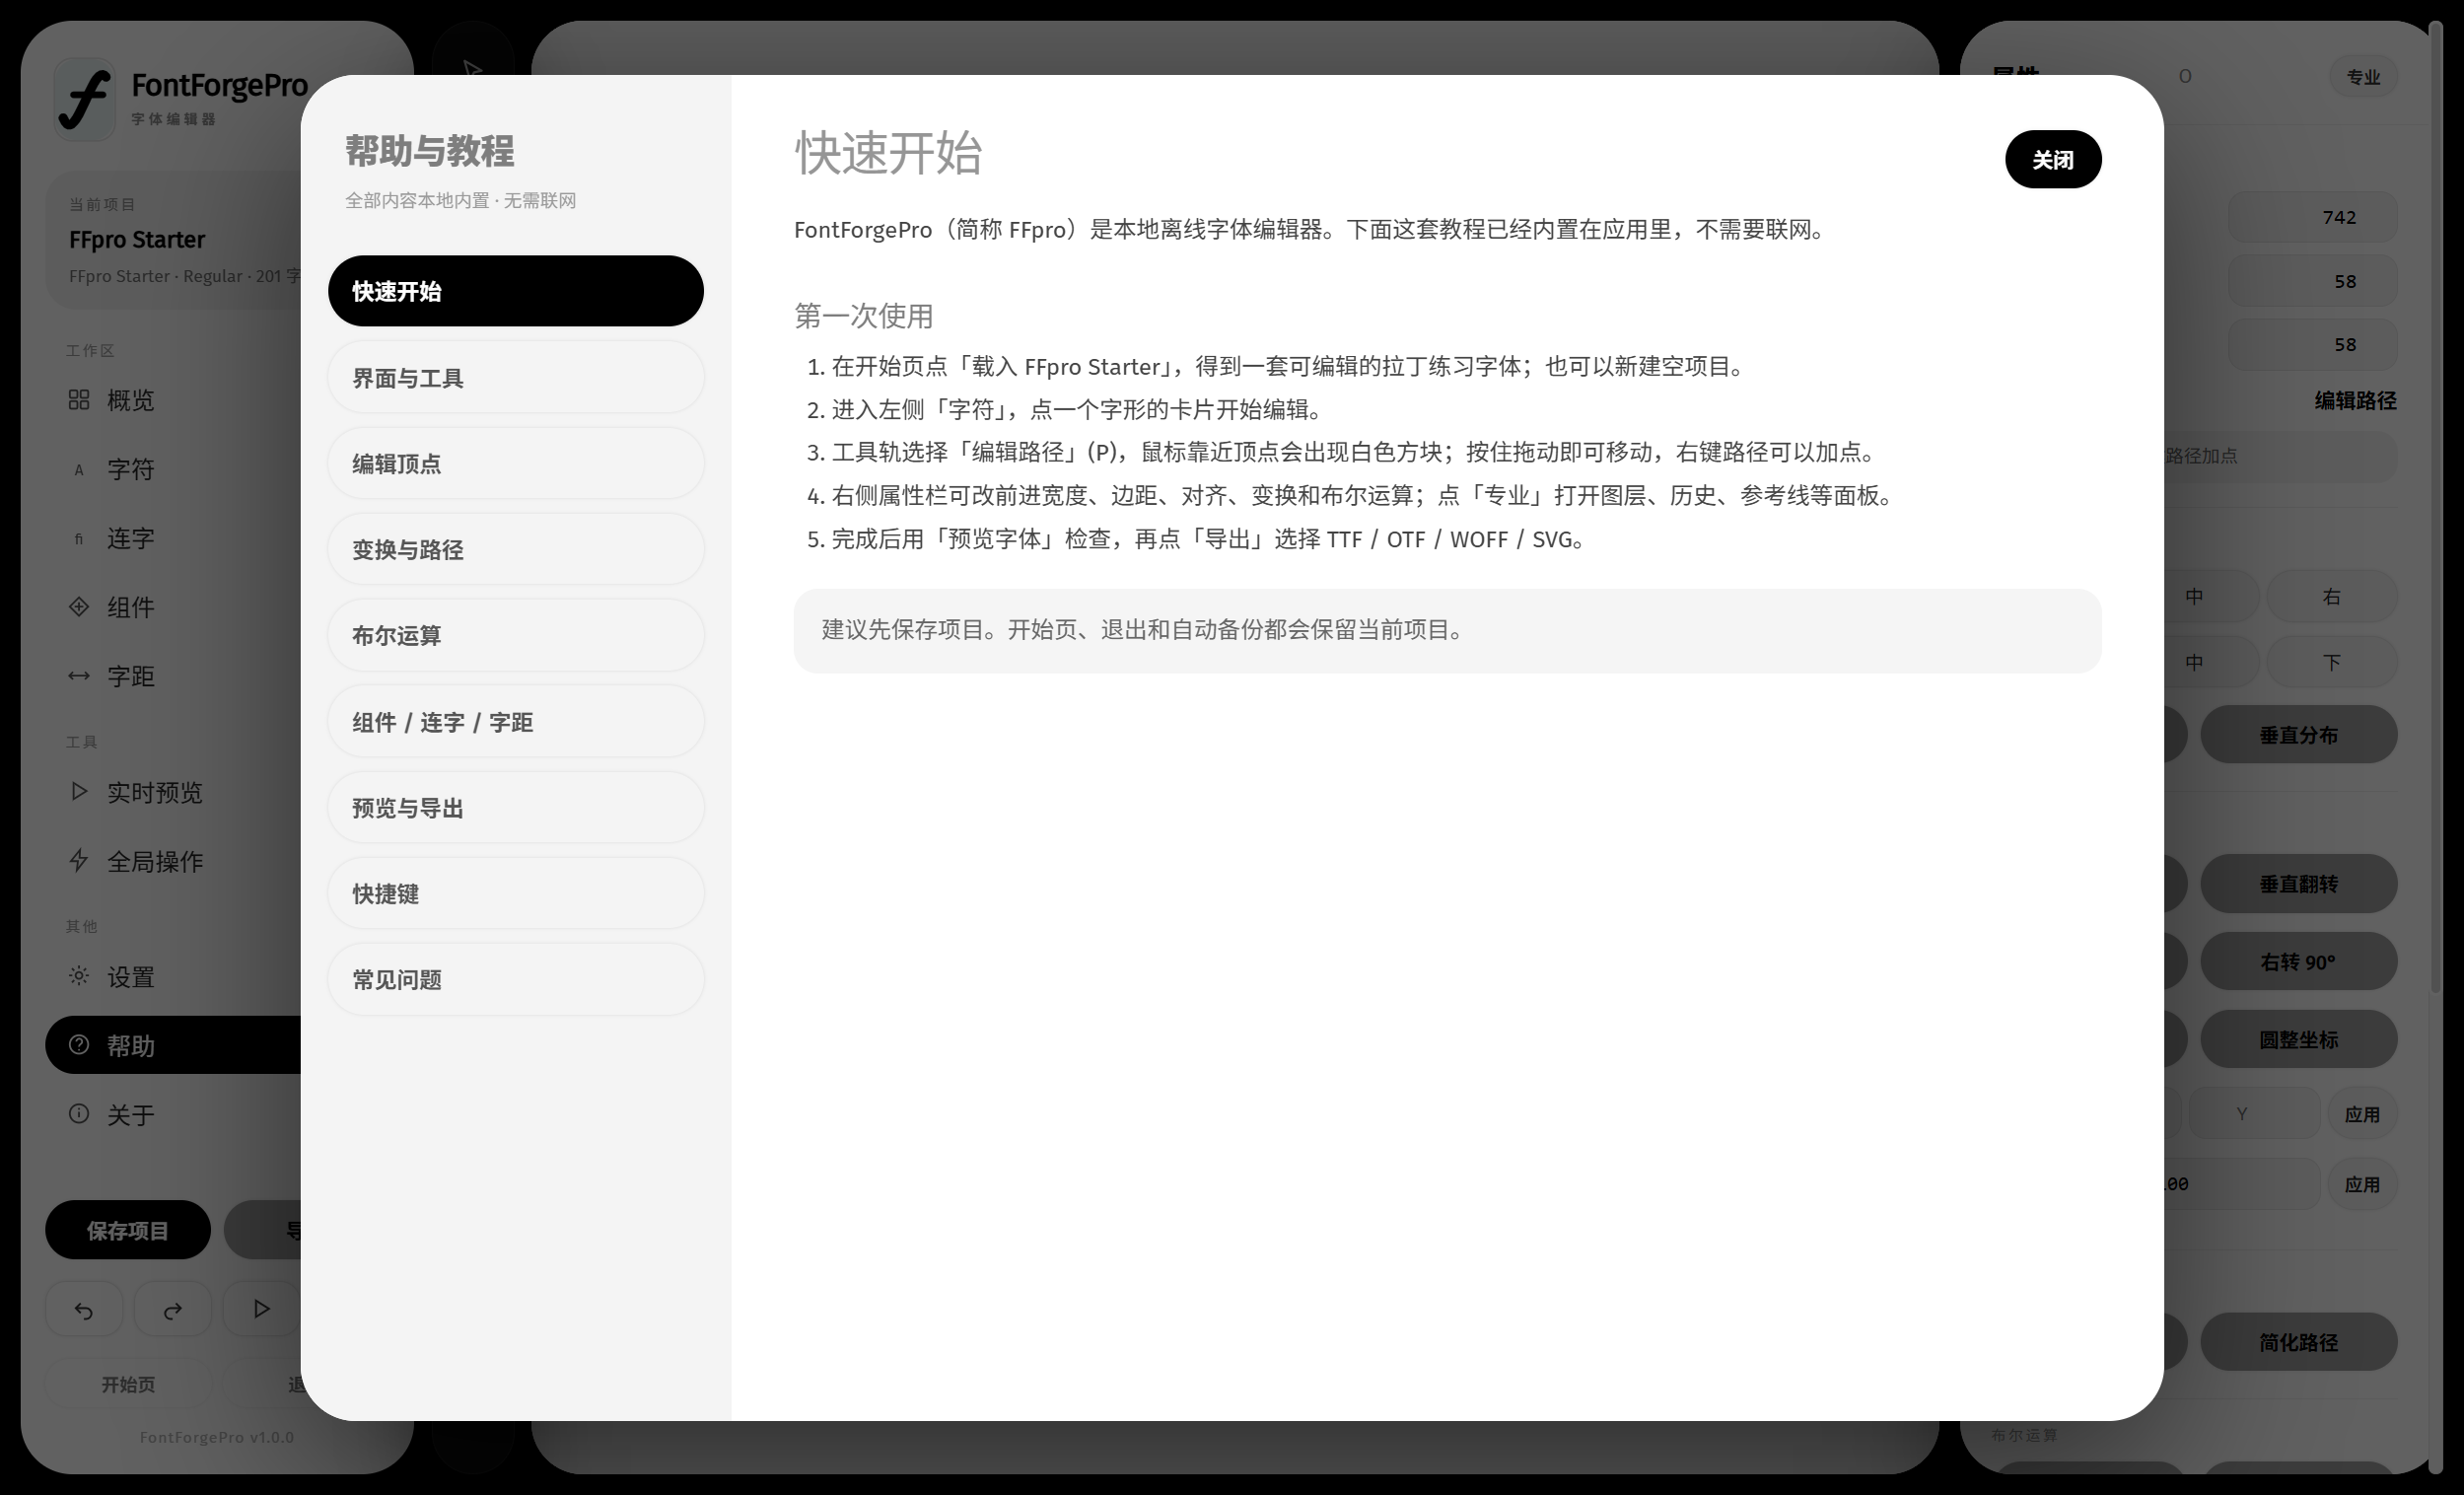 FontForgePro
字体编辑器
当前项目
FFpro Starter
FFpro Starter · Regular · 201 字
工作区
概览
A 字符
fi 连字
组件
字距
工具
实时预览
全局操作
其他
设置
帮助
关于
保存项目
开始页
FontForgePro v1.0.0
帮助与教程
全部内容本地内置 · 无需联网
快速开始
界面与工具
编辑顶点
变换与路径
布尔运算
组件 / 连字 / 字距
预览与导出
快捷键
常见问题
快速开始
关闭
FontForgePro（简称 FFpro）是本地离线字体编辑器。下面这套教程已经内置在应用里，不需要联网。
第一次使用
1. 在开始页点「载入 FFpro Starter」，得到一套可编辑的拉丁练习字体；也可以新建空项目。
2. 进入左侧「字符」，点一个字形的卡片开始编辑。
3. 工具轨选择「编辑路径」(P)，鼠标靠近顶点会出现白色方块；按住拖动即可移动，右键路径可以加点。
4. 右侧属性栏可改前进宽度、边距、对齐、变换和布尔运算；点「专业」打开图层、历史、参考线等面板。
5. 完成后用「预览字体」检查，再点「导出」选择 TTF / OTF / WOFF / SVG。
建议先保存项目。开始页、退出和自动备份都会保留当前项目。
O
专业
742
58
58
编辑路径
路径加点
中 右
中 下
垂直分布
垂直翻转
右转 90°
圆整坐标
Y 应用
.00 应用
简化路径
布尔运算